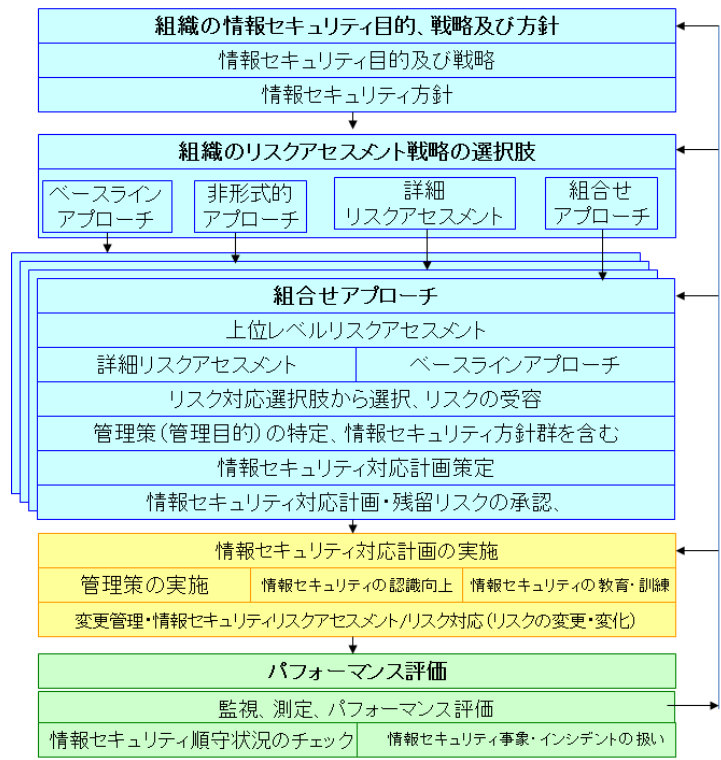 組織の情報セキュリティ目的、戦略及び方針
情報セキュリティ目的及び戦略
情報セキュリティ方針
組織のリスクアセスメント戦略の選択肢
ベースライン
アプローチ
非形式的
アプローチ
詳細
リスクアセスメント
組合せ
アプローチ
組合せアプローチ
上位レベルリスクアセスメント
詳細リスクアセスメント
ベースラインアプローチ
リスク対応選択肢から選択、リスクの受容
管理策(管理目的)の特定、情報セキュリティ方針群を含む
情報セキュリティ対応計画策定
情報セキュリティ対応計画・残留リスクの承認、
情報セキュリティ対応計画の実施
管理策の実施
情報セキュリティの認識向上
情報セキュリティの教育・訓練
変更管理・情報セキュリティリスクアセスメント/リスク対応(リスクの変更・変化)
パフォーマンス評価
監視、測定、パフォーマンス評価
情報セキュリティ順守状況のチェック
情報セキュリティ事象・インシデントの扱い